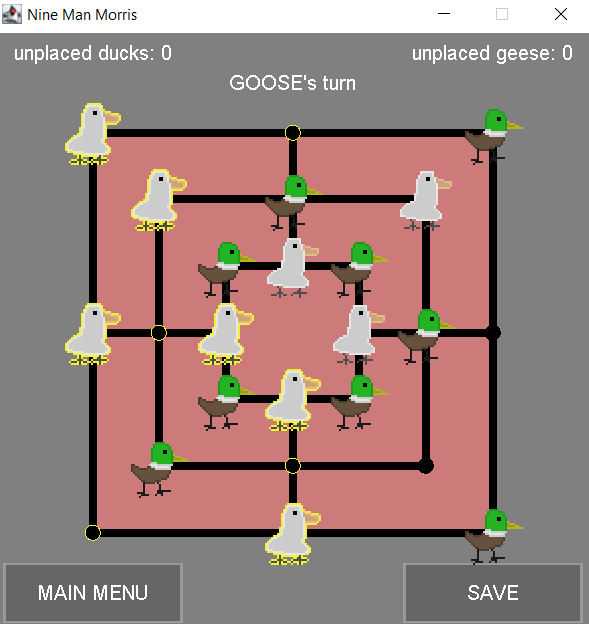 Nine Man Morris
unplaced ducks: 0
unplaced geese: 0
GOOSE's turn
MAIN MENU
SAVE